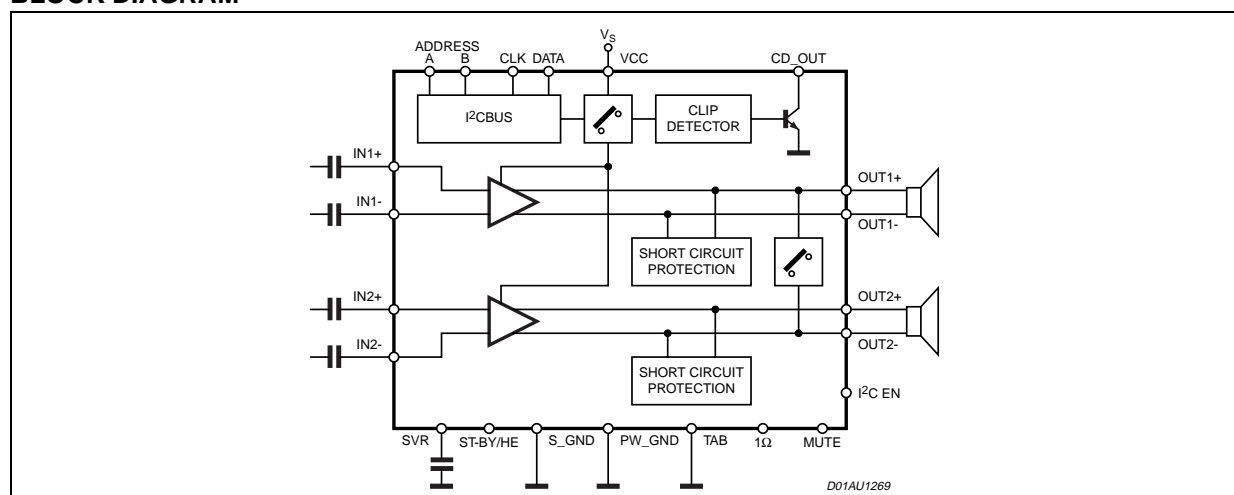 BLOCK DIAGRAM
VS
ADDRESS
A B CLK DATA VCC CD_OUT
I²CBUS
CLIP
DETECTOR
IN1+
OUT1+
IN1-
OUT1-
SHORT CIRCUIT
PROTECTION
IN2+
OUT2+
IN2-
OUT2-
SHORT CIRCUIT
PROTECTION
I²C EN
SVR ST-BY/HE S_GND PW_GND TAB 1Ω MUTE
D01AU1269